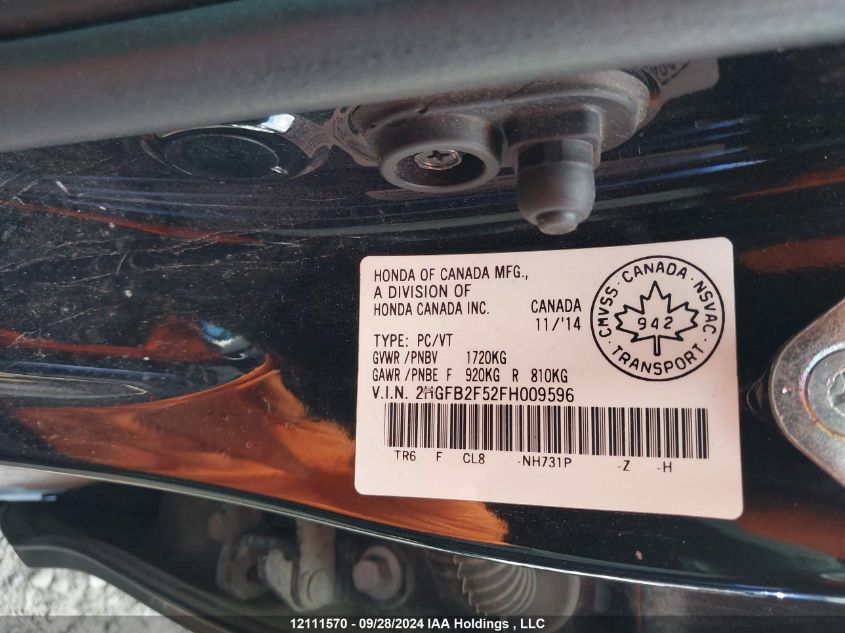 HONDA OF CANADA MFG.,
A DIVISION OF
HONDA CANADA INC.
CANADA
11/'14
TYPE: PC/VT
GVWR /PNBV 1720KG
GAWR /PNBE F 920KG R 810KG
V.I.N. 2HGFB2F52FH009596
TR6 F CL8 -NH731P -Z -H
CMVSS · CANADA · NSVAC
942
· TRANSPORT ·
12111570 - 09/28/2024 IAA Holdings , LLC